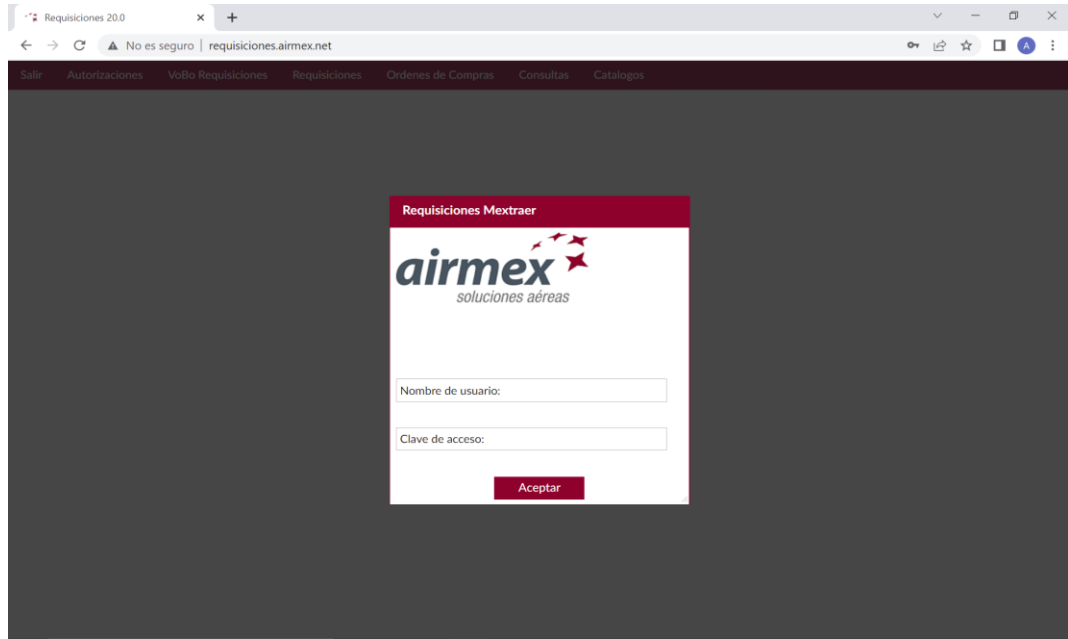 Requisiciones 20.0
No es seguro | requisiciones.airmex.net
A
Salir Autorizaciones VoBo Requisiciones Requisiciones Ordenes de Compras Consultas Catalogos
Requisiciones Mextraer
airmex
soluciones aéreas
Nombre de usuario:
Clave de acceso:
Aceptar